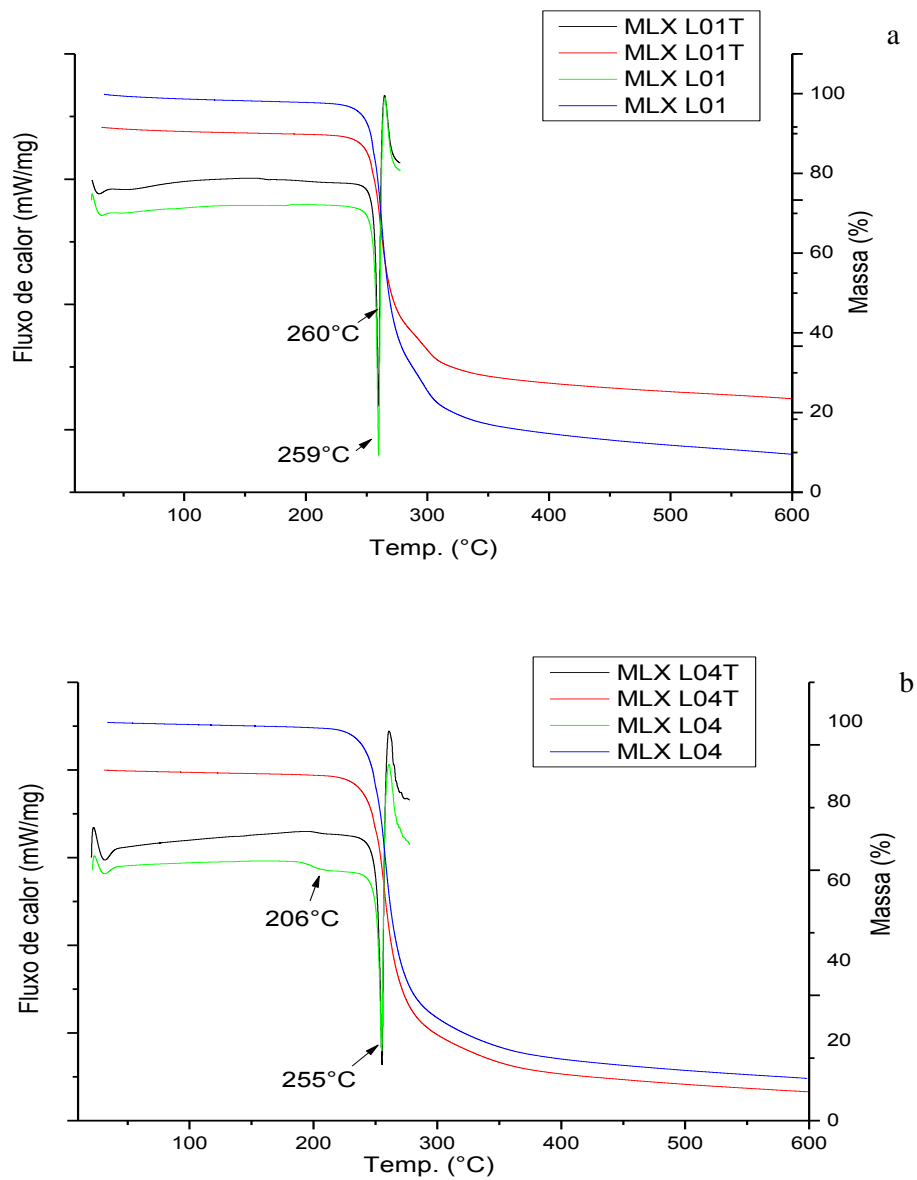 a
MLX L01T
MLX L01T
MLX L01
MLX L01
Fluxo de calor (mW/mg)
Massa (%)
100
80
60
40
20
0
260°C
259°C
100
200
300
400
500
600
Temp. (°C)
b
MLX L04T
MLX L04T
MLX L04
MLX L04
Fluxo de calor (mW/mg)
Massa (%)
100
80
60
40
20
0
206°C
255°C
100
200
300
400
500
600
Temp. (°C)